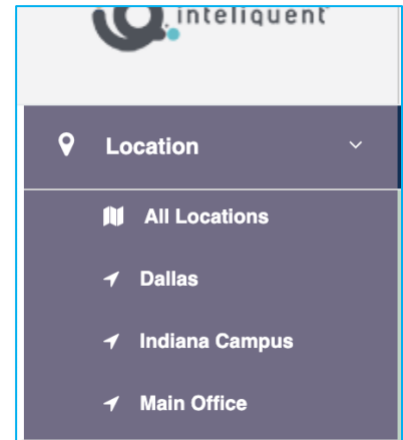 inteliquent
Location
All Locations
Dallas
Indiana Campus
Main Office